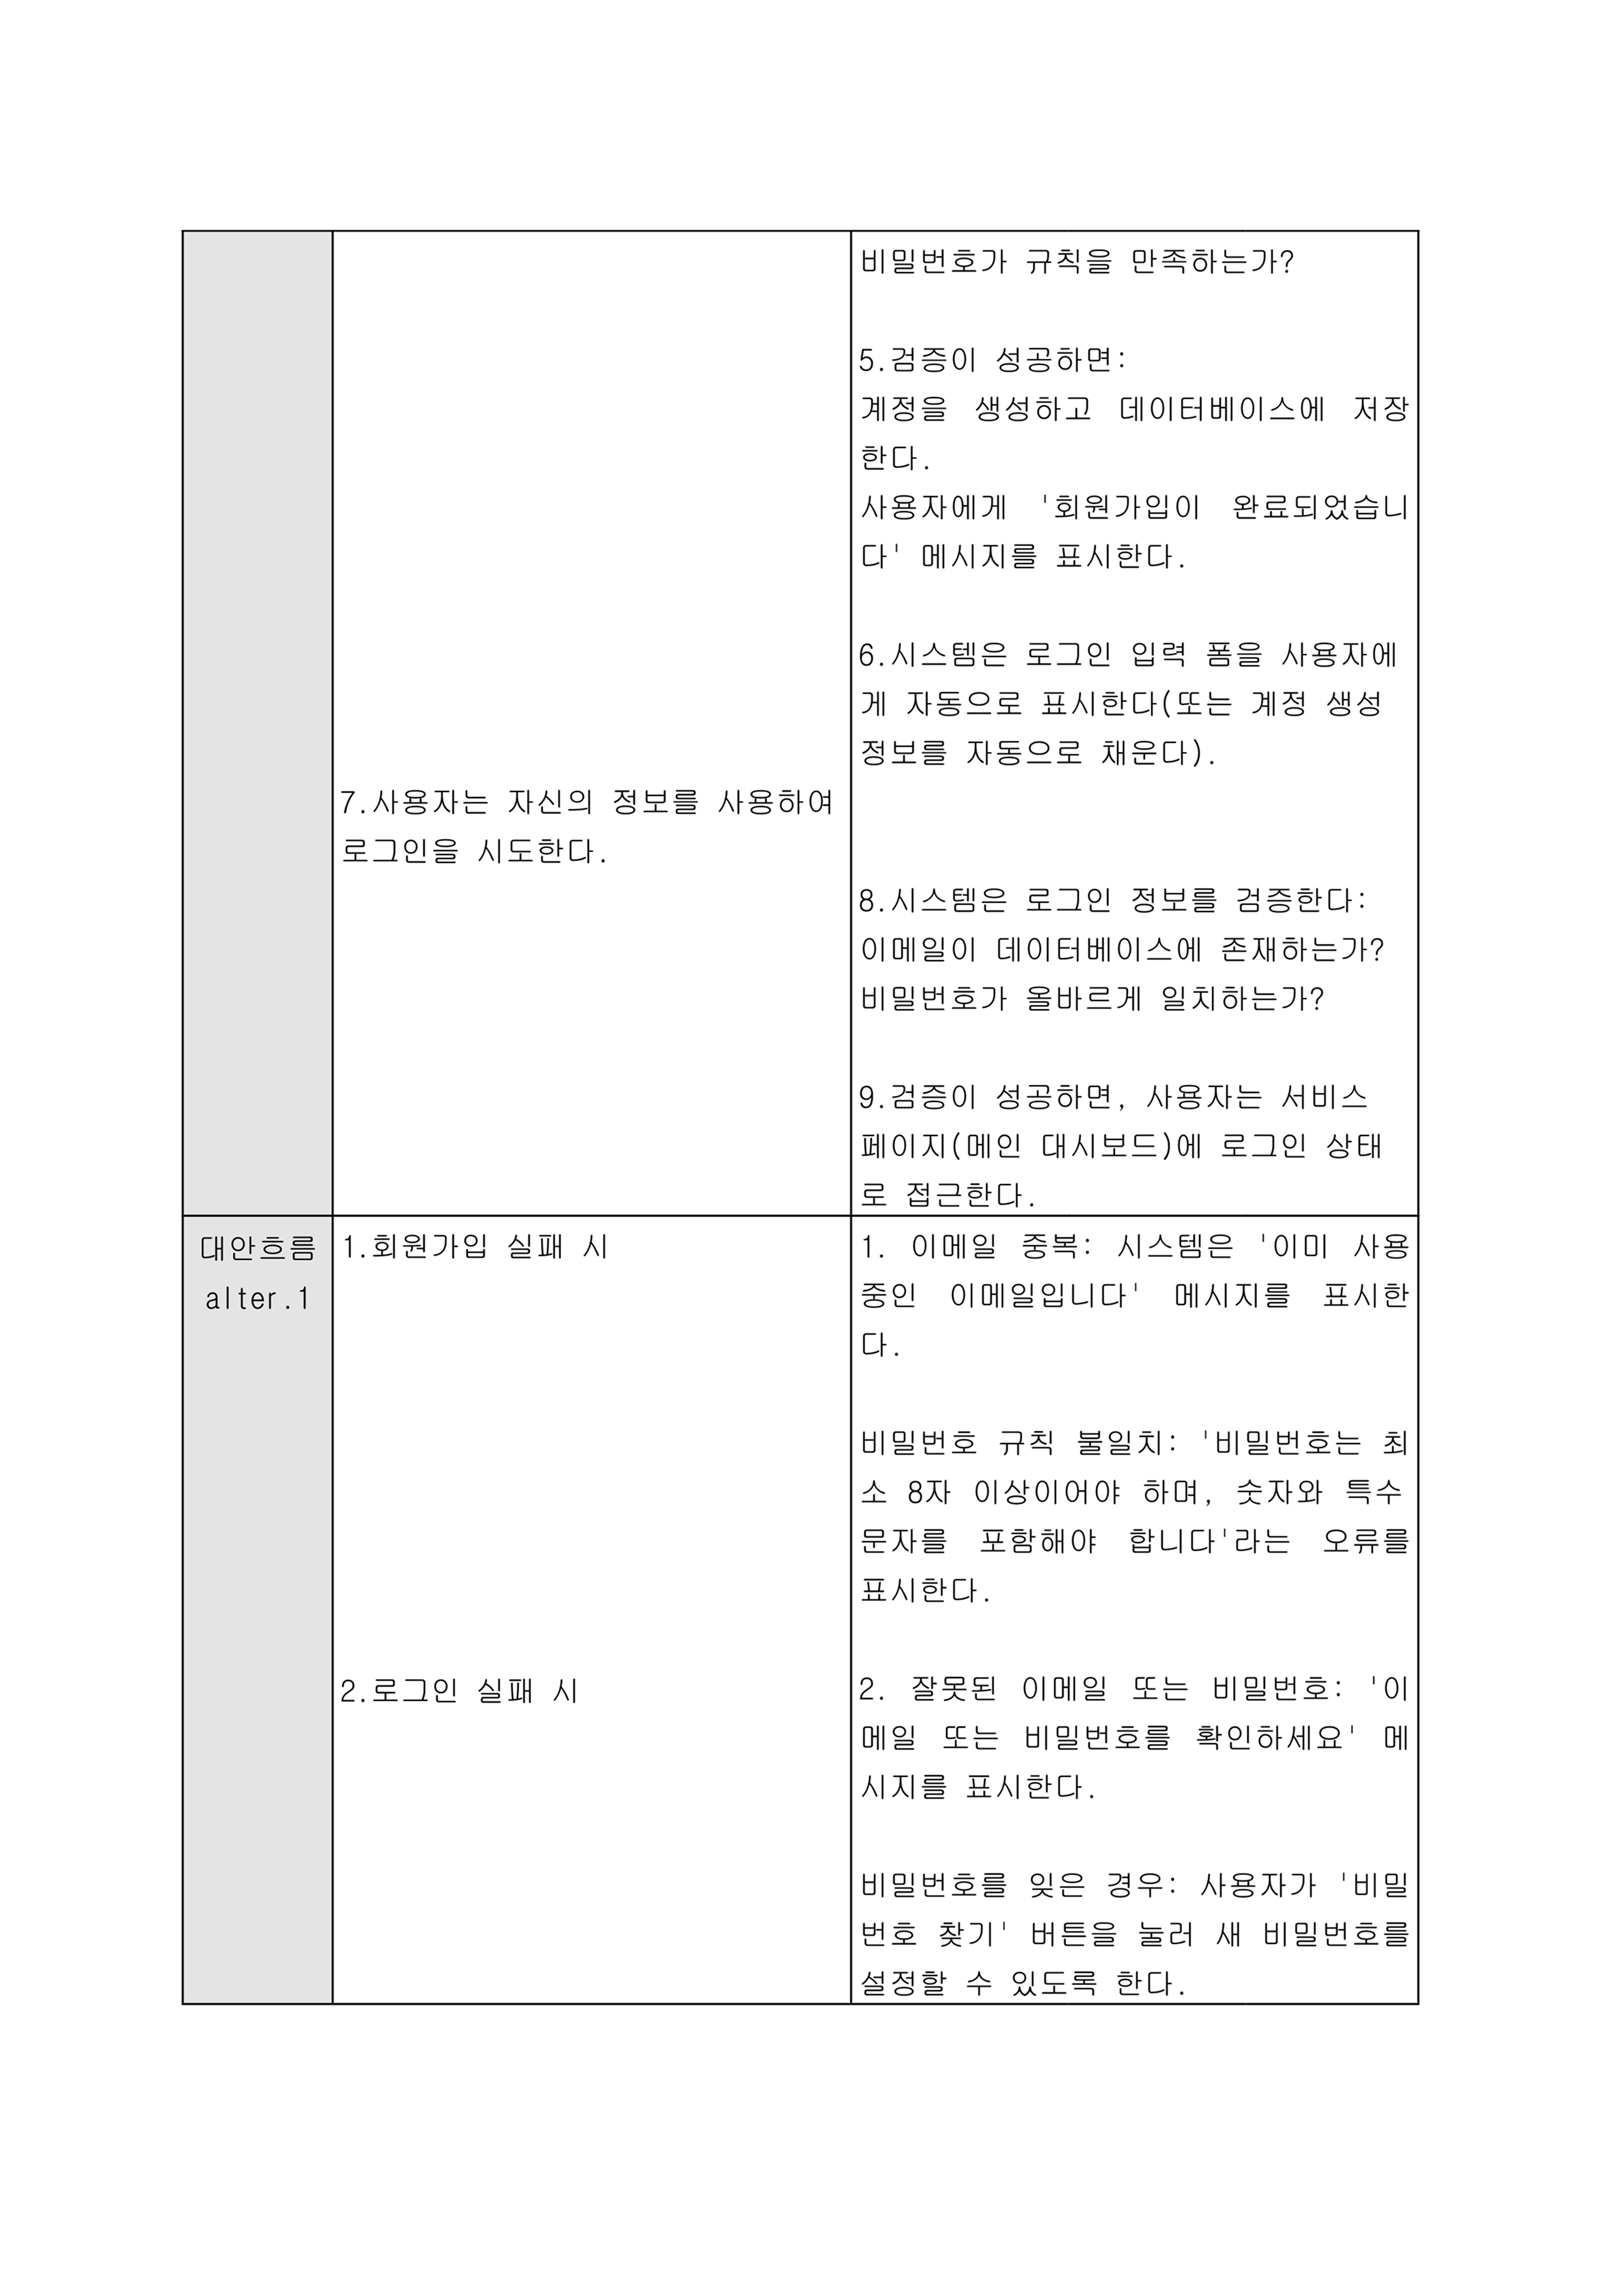 비밀번호가 규칙을 만족하는가?
5.검증이 성공하면:
계정을 생성하고 데이터베이스에 저장
한다.
사용자에게 '회원가입이 완료되었습니
다' 메시지를 표시한다.
6.시스템은 로그인 입력 폼을 사용자에
게 자동으로 표시한다(또는 계정 생성
정보를 자동으로 채운다).
7.사용자는 자신의 정보를 사용하여
로그인을 시도한다.
8.시스템은 로그인 정보를 검증한다:
이메일이 데이터베이스에 존재하는가?
비밀번호가 올바르게 일치하는가?
9.검증이 성공하면, 사용자는 서비스
페이지(메인 대시보드)에 로그인 상태
로 접근한다.
대안흐름
alter.1
1.회원가입 실패 시
1. 이메일 중복: 시스템은 '이미 사용
중인 이메일입니다' 메시지를 표시한
다.
비밀번호 규칙 불일치: '비밀번호는 최
소 8자 이상이어야 하며, 숫자와 특수
문자를 포함해야 합니다'라는 오류를
표시한다.
2.로그인 실패 시
2. 잘못된 이메일 또는 비밀번호: '이
메일 또는 비밀번호를 확인하세요' 메
시지를 표시한다.
비밀번호를 잊은 경우: 사용자가 '비밀
번호 찾기' 버튼을 눌러 새 비밀번호를
설정할 수 있도록 한다.